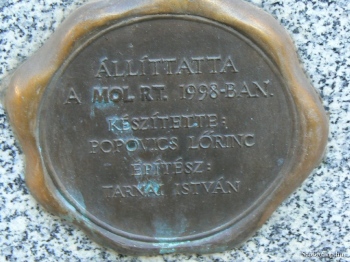 ÁLLÍTTATTA
A MOL RT. 1998-BAN.
KÉSZÍTETTE:
POPOVICS LŐRINC
ÉPÍTÉSZ:
TARNAI ISTVÁN